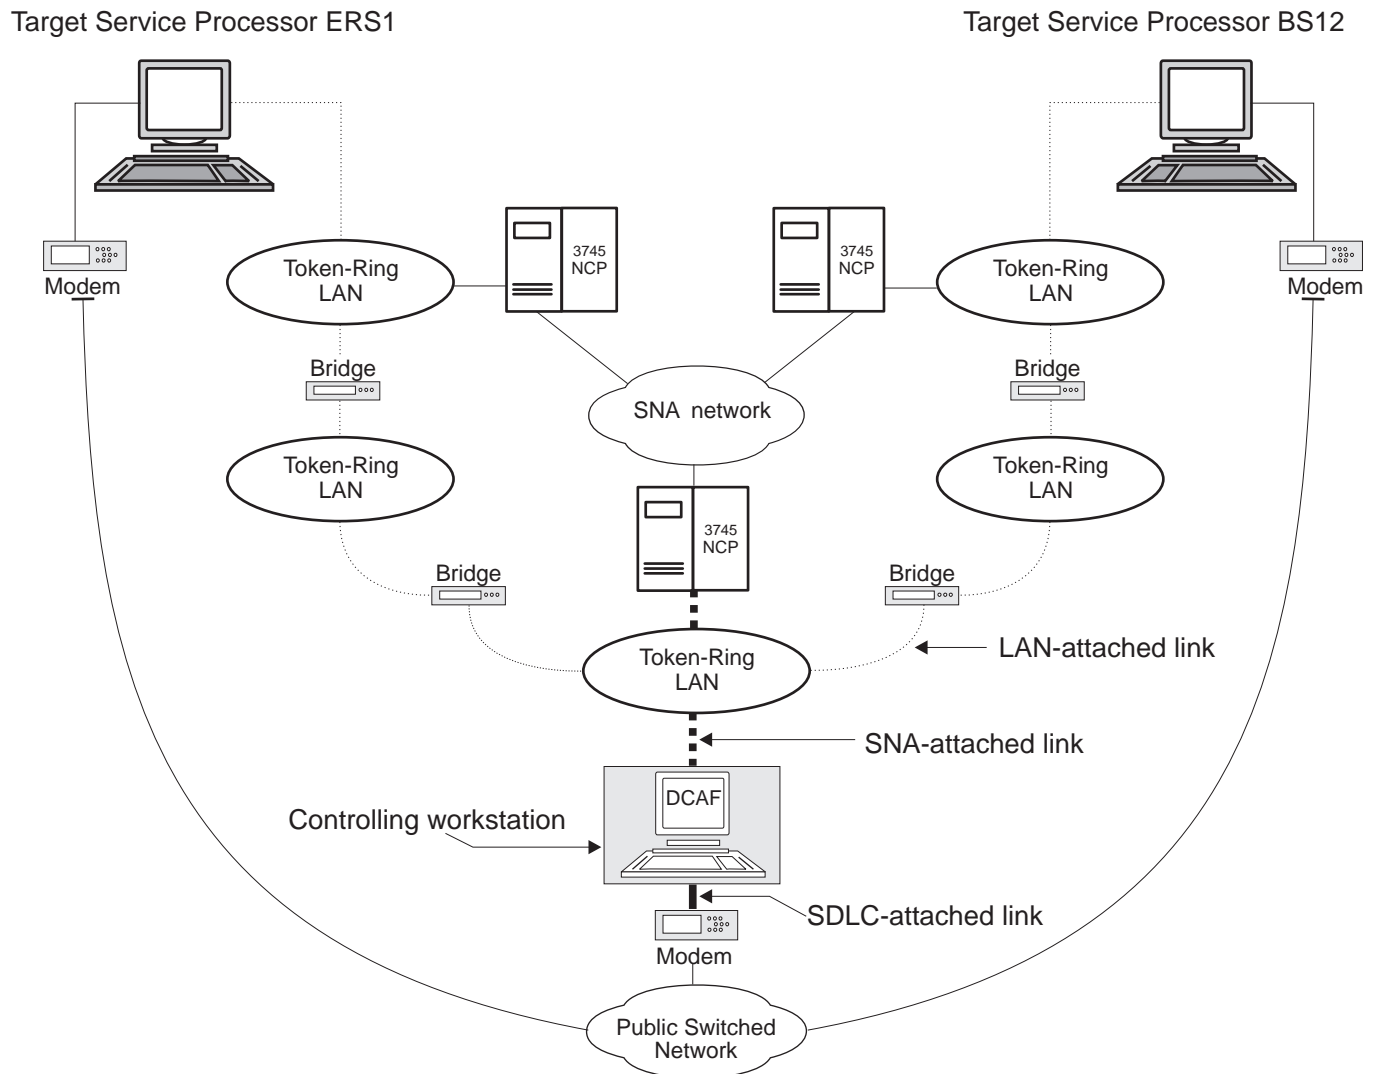 Target Service Processor ERS1
Target Service Processor BS12
3745
NCP
3745
NCP
Token-Ring
LAN
Token-Ring
LAN
Modem
Modem
Bridge
Bridge
SNA network
Token-Ring
LAN
Token-Ring
LAN
3745
NCP
Bridge
Bridge
LAN-attached link
Token-Ring
LAN
SNA-attached link
DCAF
Controlling workstation
SDLC-attached link
Modem
Public Switched
Network